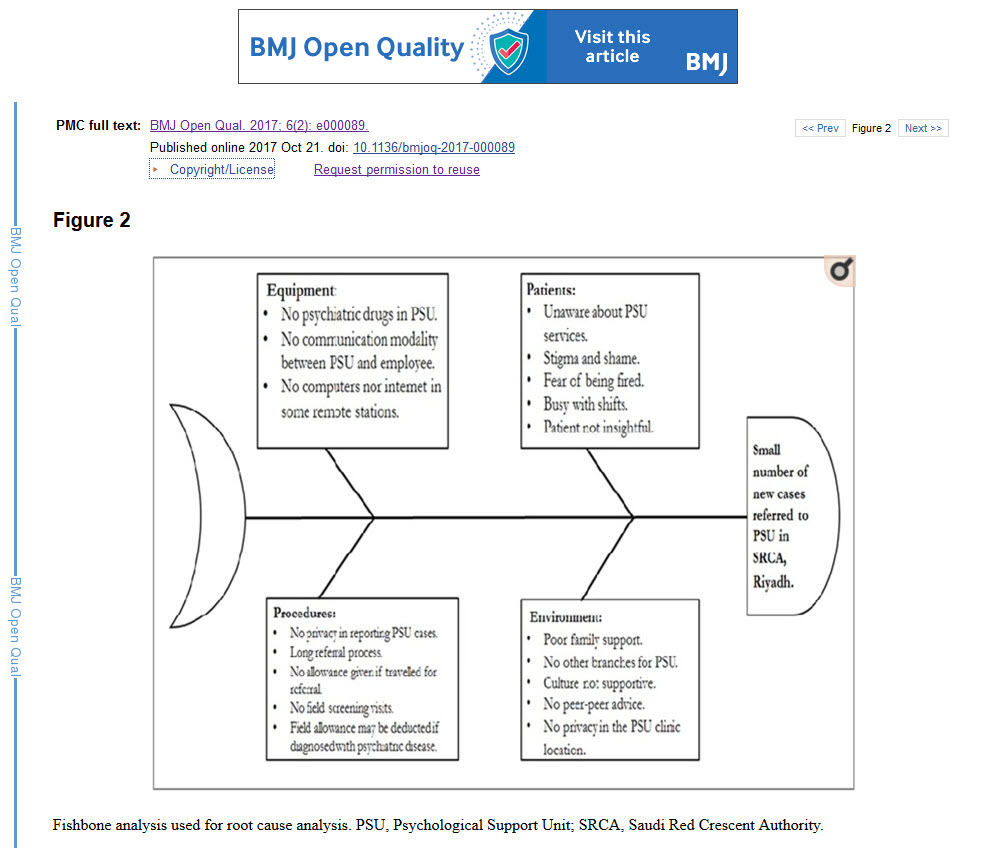 BMJ Open Quality
Visit this
article
BMJ
PMC full text:
BMJ Open Qual. 2017; 6(2): e000089.
Published online 2017 Oct 21. doi: 10.1136/bmjoq-2017-000089
Copyright/License
Request permission to reuse
<< Prev Figure 2 Next >>
Figure 2
BMJ Open Qual
BMJ Open Qual
Equipment:
• No psychiatric drugs in PSU.
• No communication modality
between PSU and employee.
• No computers nor internet in
some remote stations.
Patients:
• Unaware about PSU
services.
• Stigma and shame.
• Fear of being fired.
• Busy with shifts.
• Patient not insightful.
Small
number of
new cases
referred to
PSU in
SRCA,
Riyadh.
Procedures:
• No privacy in reporting PSU cases.
• Long referral process.
• No allowance given if travelled for
referral.
• No field screening visits.
• Field allowance may be deducted if
diagnosed with psychiatric disease.
Environment:
• Poor family support.
• No other branches for PSU.
• Culture not supportive.
• No peer-peer advice.
• No privacy in the PSU clinic
location.
Fishbone analysis used for root cause analysis. PSU, Psychological Support Unit; SRCA, Saudi Red Crescent Authority.